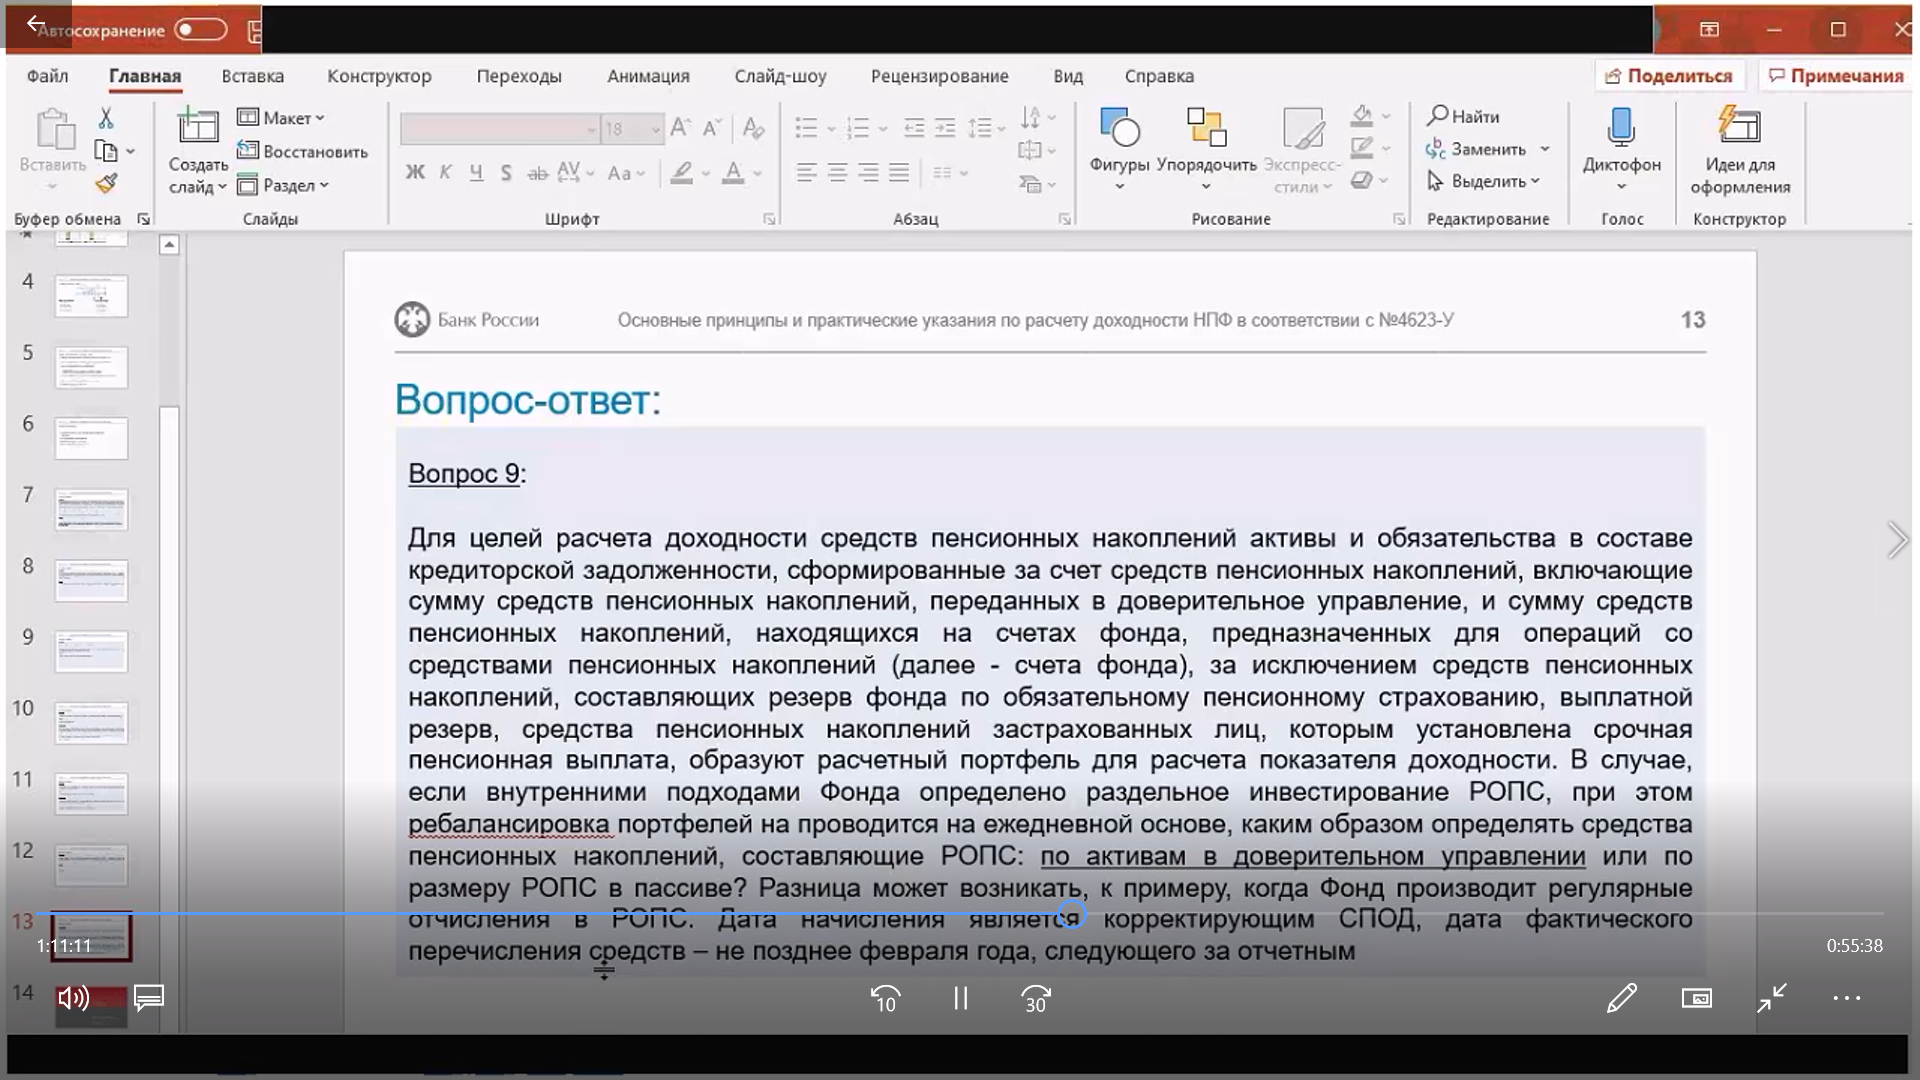 Автосохранение
Файл Главная Вставка Конструктор Переходы Анимация Слайд-шоу Рецензирование Вид Справка Поделиться Примечания
Вставить
Создать слайд
Макет
Восстановить
Раздел
18
Ж К Ч S ab AV Aa A
Фигуры
Упорядочить
Экспресс-стили
Найти
Заменить
Выделить
Диктофон
Идеи для оформления
Буфер обмена Слайды Шрифт Абзац Рисование Редактирование Голос Конструктор
4
5
6
7
8
9
10
11
12
13
14
Банк России Основные принципы и практические указания по расчету доходности НПФ в соответствии с №4623-У 13
Вопрос-ответ:
Вопрос 9:
Для целей расчета доходности средств пенсионных накоплений активы и обязательства в составе
кредиторской задолженности, сформированные за счет средств пенсионных накоплений, включающие
сумму средств пенсионных накоплений, переданных в доверительное управление, и сумму средств
пенсионных накоплений, находящихся на счетах фонда, предназначенных для операций со
средствами пенсионных накоплений (далее - счета фонда), за исключением средств пенсионных
накоплений, составляющих резерв фонда по обязательному пенсионному страхованию, выплатной
резерв, средства пенсионных накоплений застрахованных лиц, которым установлена срочная
пенсионная выплата, образуют расчетный портфель для расчета показателя доходности. В случае,
если внутренними подходами Фонда определено раздельное инвестирование РОПС, при этом
ребалансировка портфелей на проводится на ежедневной основе, каким образом определять средства
пенсионных накоплений, составляющие РОПС: по активам в доверительном управлении или по
размеру РОПС в пассиве? Разница может возникать, к примеру, когда Фонд производит регулярные
отчисления в РОПС. Дата начисления является корректирующим СПОД, дата фактического
перечисления средств – не позднее февраля года, следующего за отчетным
1:11:11 0:55:38
10 30